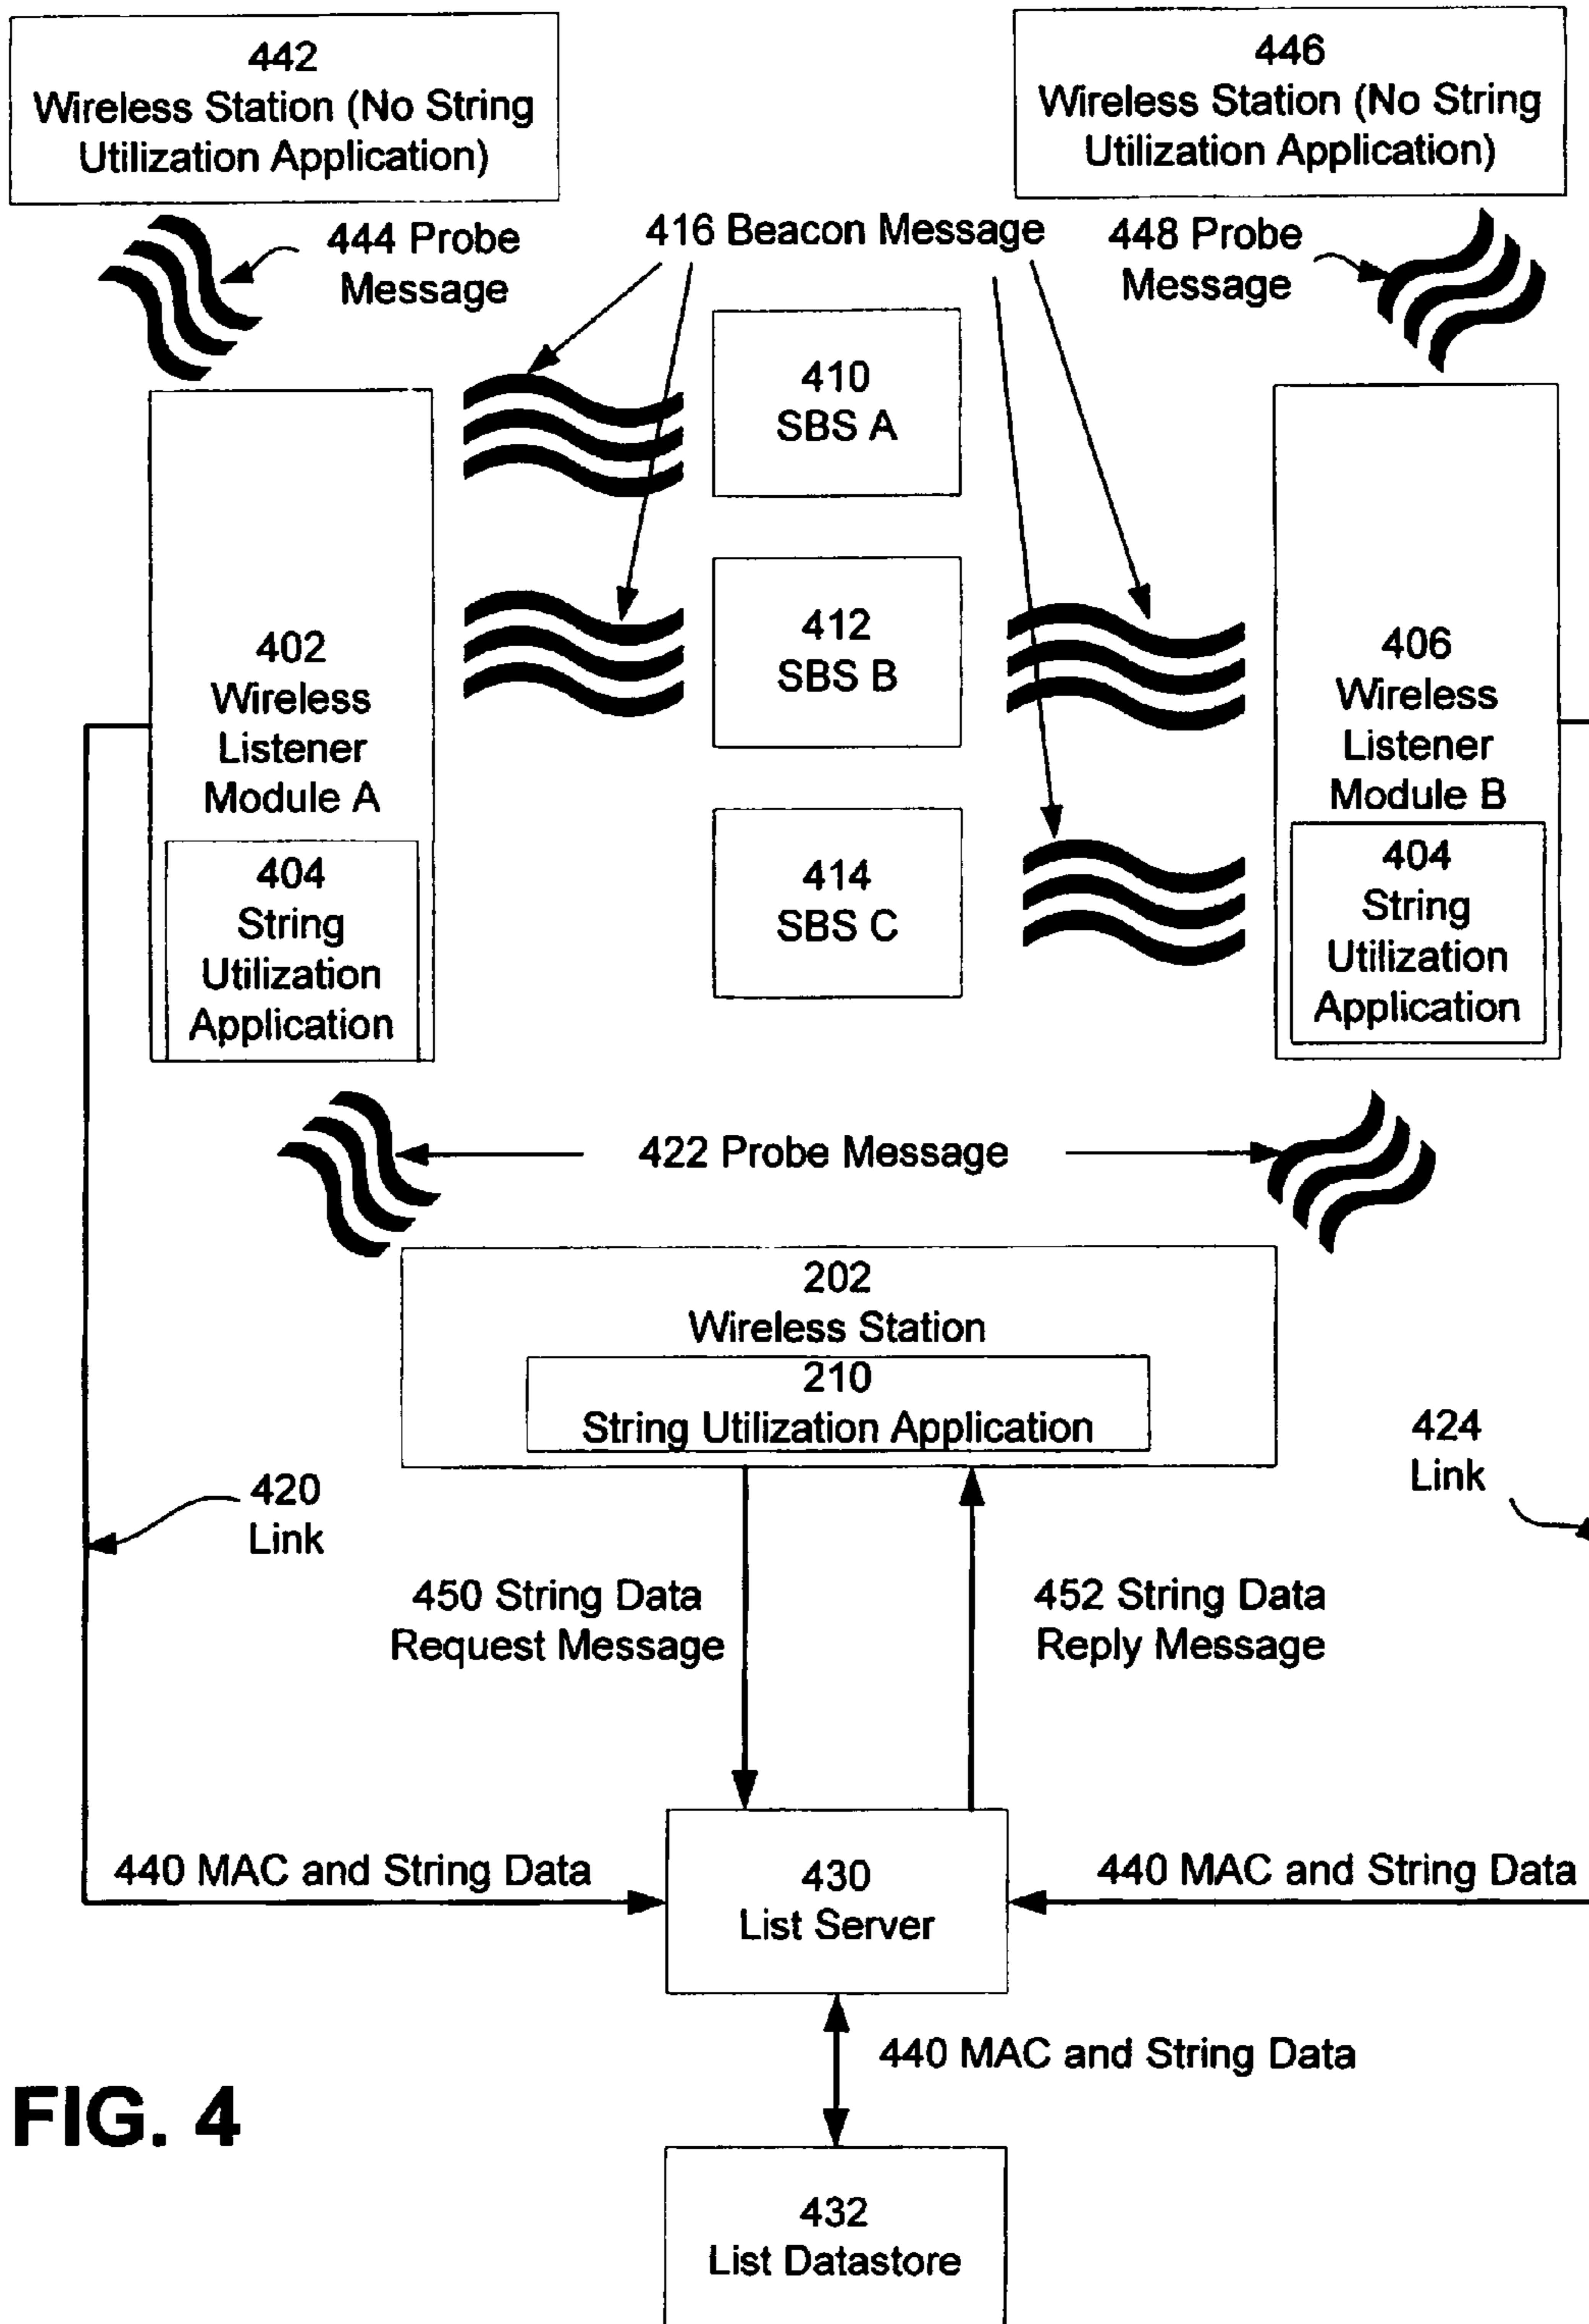 442
Wireless Station (No String
Utilization Application)
446
Wireless Station (No String
Utilization Application)
444 Probe
Message
416 Beacon Message
448 Probe
Message
410
SBS A
412
SBS B
414
SBS C
402
Wireless
Listener
Module A
404
String
Utilization
Application
406
Wireless
Listener
Module B
404
String
Utilization
Application
422 Probe Message
202
Wireless Station
210
String Utilization Application
420
Link
424
Link
450 String Data
Request Message
452 String Data
Reply Message
440 MAC and String Data
430
List Server
440 MAC and String Data
440 MAC and String Data
432
List Datastore
FIG. 4